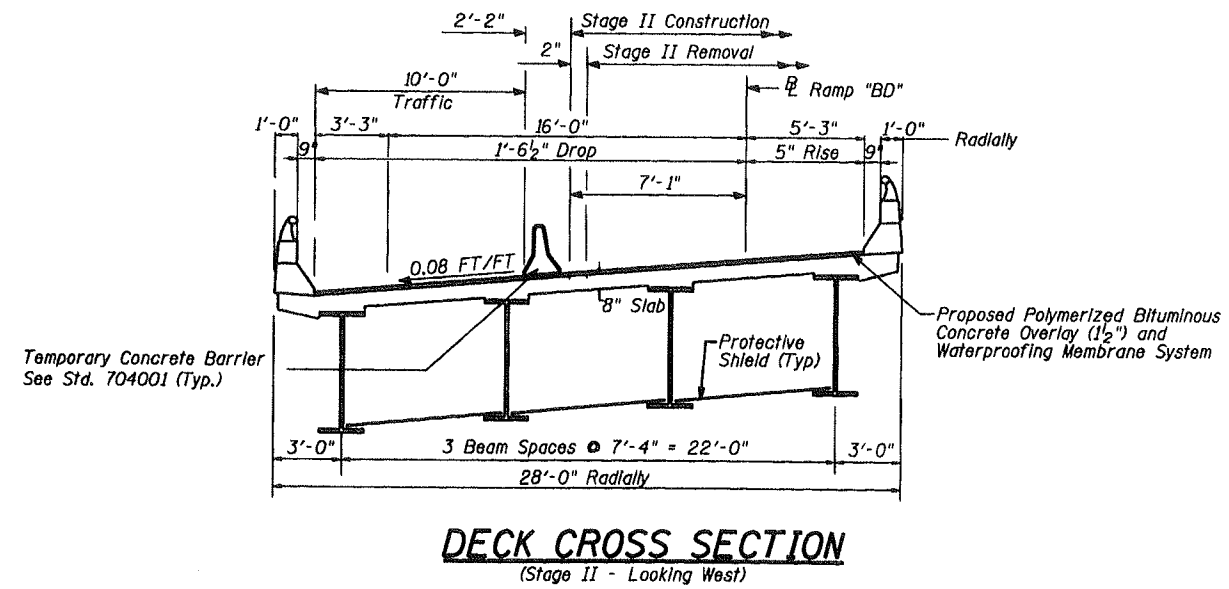 2'-2"
Stage II Construction
2"
Stage II Removal
10'-0"
Traffic
℄ Ramp "BD"
1'-0"
3'-3"
16'-0"
5'-3"
1'-0"
Radially
9"
1'-6½" Drop
5" Rise
9"
7'-1"
0.08 FT/FT
8" Slab
Proposed Polymerized Bituminous
Concrete Overlay (1½") and
Waterproofing Membrane System
Temporary Concrete Barrier
See Std. 704001 (Typ.)
Protective
Shield (Typ)
3'-0"
3 Beam Spaces @ 7'-4" = 22'-0"
3'-0"
28'-0" Radially
DECK CROSS SECTION
(Stage II - Looking West)